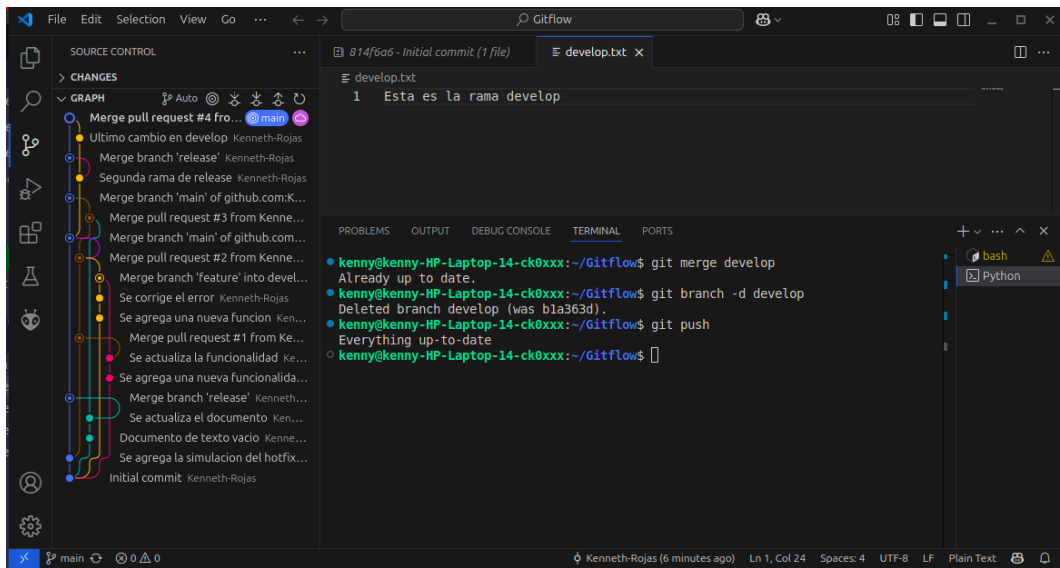 File Edit Selection View Go ··· ← → Gitflow
SOURCE CONTROL ···
CHANGES
GRAPH Auto
Merge pull request #4 fro... main
Ultimo cambio en develop Kenneth-Rojas
Merge branch 'release' Kenneth-Rojas
Segunda rama de release Kenneth-Rojas
Merge branch 'main' of github.com:K...
Merge pull request #3 from Kenne...
Merge branch 'main' of github.com...
Merge pull request #2 from Kenne...
Merge branch 'feature' into devel...
Se corrige el error Kenneth-Rojas
Se agrega una nueva funcion Ken...
Merge pull request #1 from Ke...
Se actualiza la funcionalidad Ke...
Se agrega una nueva funcionalida...
Merge branch 'release' Kenneth...
Se actualiza el documento Ken...
Documento de texto vacio Kenne...
Se agrega la simulacion del hotfix...
Initial commit Kenneth-Rojas
814f6a6 - Initial commit (1 file) develop.txt ×
develop.txt
1 Esta es la rama develop
PROBLEMS OUTPUT DEBUG CONSOLE TERMINAL PORTS
kenny@kenny-HP-Laptop-14-ck0xxx:~/Gitflow$ git merge develop
Already up to date.
kenny@kenny-HP-Laptop-14-ck0xxx:~/Gitflow$ git branch -d develop
Deleted branch develop (was b1a363d).
kenny@kenny-HP-Laptop-14-ck0xxx:~/Gitflow$ git push
Everything up-to-date
kenny@kenny-HP-Laptop-14-ck0xxx:~/Gitflow$
bash
Python
main 0 0 Kenneth-Rojas (6 minutes ago) Ln 1, Col 24 Spaces: 4 UTF-8 LF Plain Text